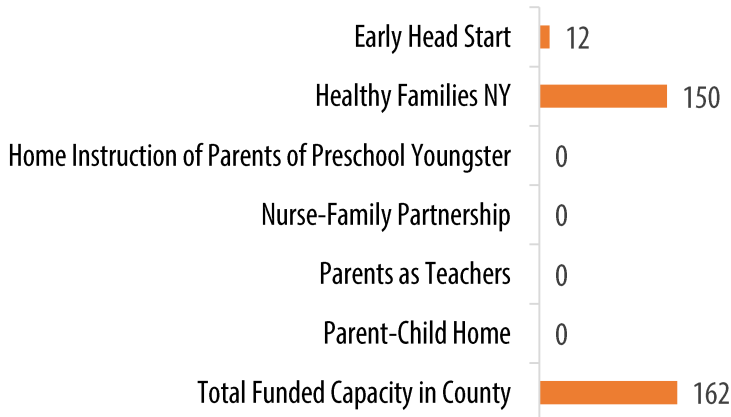 Early Head Start 12
Healthy Families NY 150
Home Instruction of Parents of Preschool Youngster 0
Nurse-Family Partnership 0
Parents as Teachers 0
Parent-Child Home 0
Total Funded Capacity in County 162